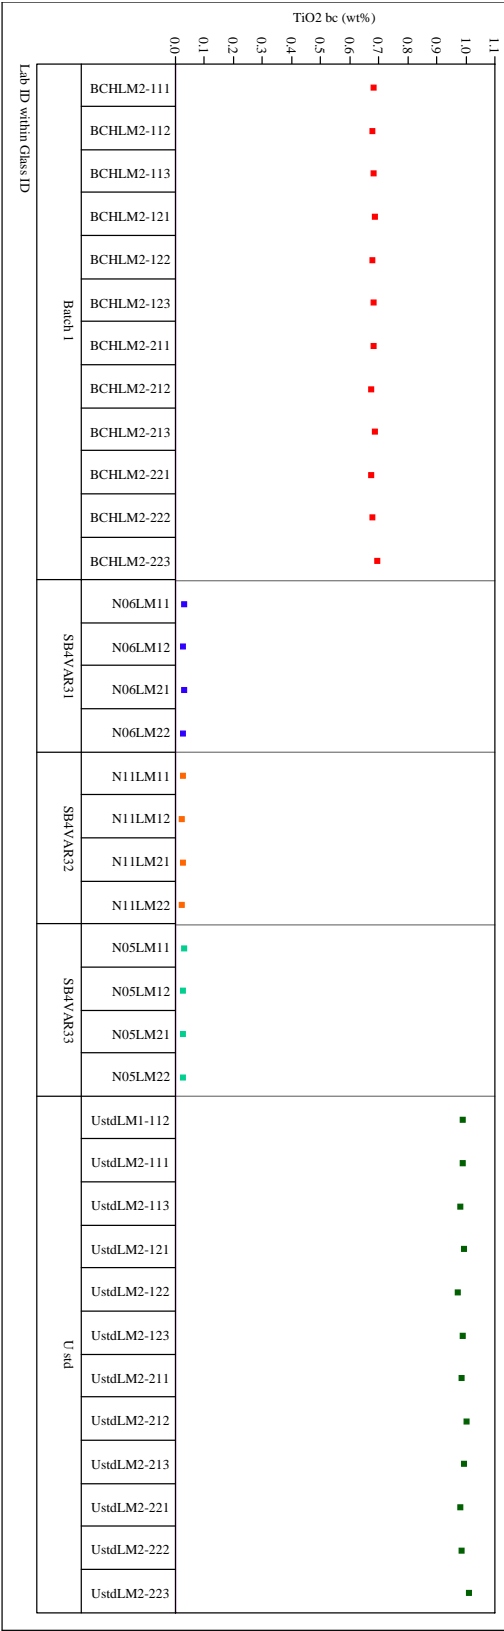 TiO2 bc (wt%)
0.0
0.1
0.2
0.3
0.4
0.5
0.6
0.7
0.8
0.9
1.0
1.1
BCHLM2-111
BCHLM2-112
BCHLM2-113
BCHLM2-121
BCHLM2-122
BCHLM2-123
BCHLM2-211
BCHLM2-212
BCHLM2-213
BCHLM2-221
BCHLM2-222
BCHLM2-223
N06LM11
N06LM12
N06LM21
N06LM22
N11LM11
N11LM12
N11LM21
N11LM22
N05LM11
N05LM12
N05LM21
N05LM22
UstdLM1-112
UstdLM2-111
UstdLM2-113
UstdLM2-121
UstdLM2-122
UstdLM2-123
UstdLM2-211
UstdLM2-212
UstdLM2-213
UstdLM2-221
UstdLM2-222
UstdLM2-223
Batch 1
SB4VAR31
SB4VAR32
SB4VAR33
U std
Lab ID within Glass ID